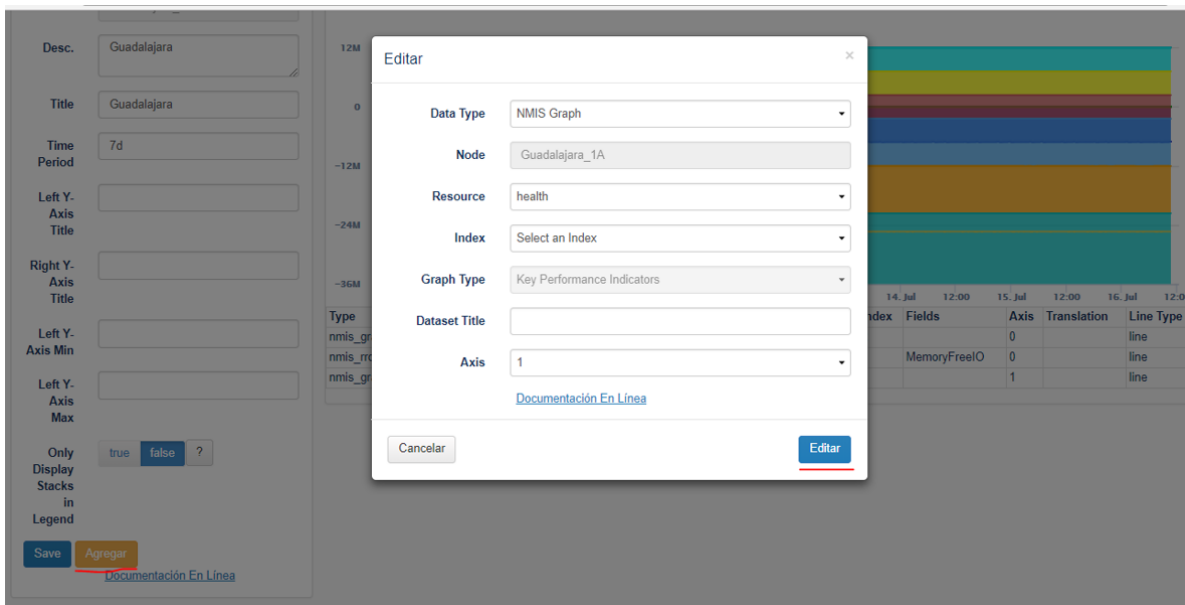 Desc.
Guadalajara
Title
Guadalajara
Time
Period
7d
Left Y-
Axis
Title
Right Y-
Axis
Title
Left Y-
Axis Min
Left Y-
Axis
Max
Only
Display
Stacks
in
Legend
true false ?
Save Agregar
Documentación En Línea
12M
0
−12M
−24M
−36M
Editar ×
Data Type NMIS Graph
Node Guadalajara_1A
Resource health
Index Select an Index
Graph Type Key Performance Indicators
Dataset Title
Axis 1
Documentación En Línea
Cancelar Editar
14. Jul 12:00 15. Jul 12:00 16. Jul
Type Fields Axis Translation Line Type
0 line
MemoryFreeIO 0 line
1 line